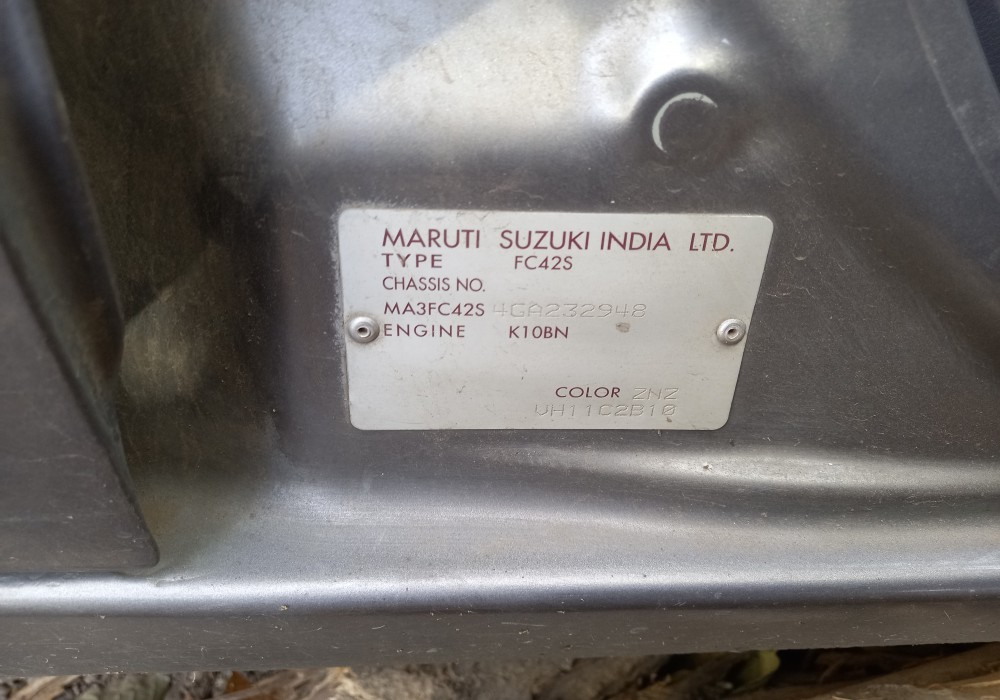 MARUTI SUZUKI INDIA LTD.
TYPE FC42S
CHASSIS NO.
MA3FC42S 4GA232948
ENGINE K10BN
COLOR ZNZ
VH11C2B10